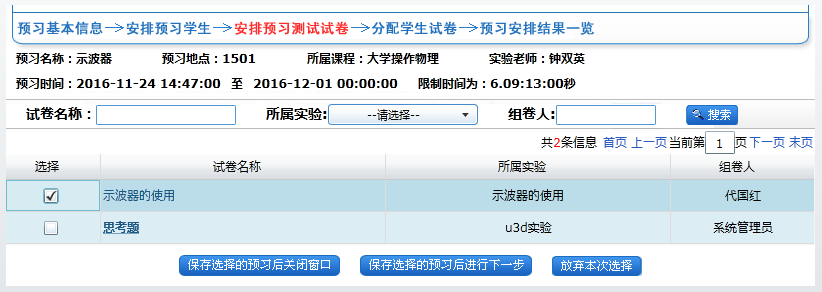 预习基本信息-->安排预习学生-->安排预习测试试卷-->分配学生试卷-->预习安排结果一览
预习名称：示波器 预习地点：1501 所属课程：大学操作物理 实验老师：钟双英
预习时间：2016-11-24 14:47:00 至 2016-12-01 00:00:00 限制时间为：6.09:13:00秒
试卷名称： 所属实验: --请选择-- 组卷人: 搜索
共2条信息 首页 上一页 当前第 1 页 下一页 末页
选择 试卷名称 所属实验 组卷人
示波器的使用 示波器的使用 代国红
思考题 u3d实验 系统管理员
保存选择的预习后关闭窗口 保存选择的预习后进行下一步 放弃本次选择